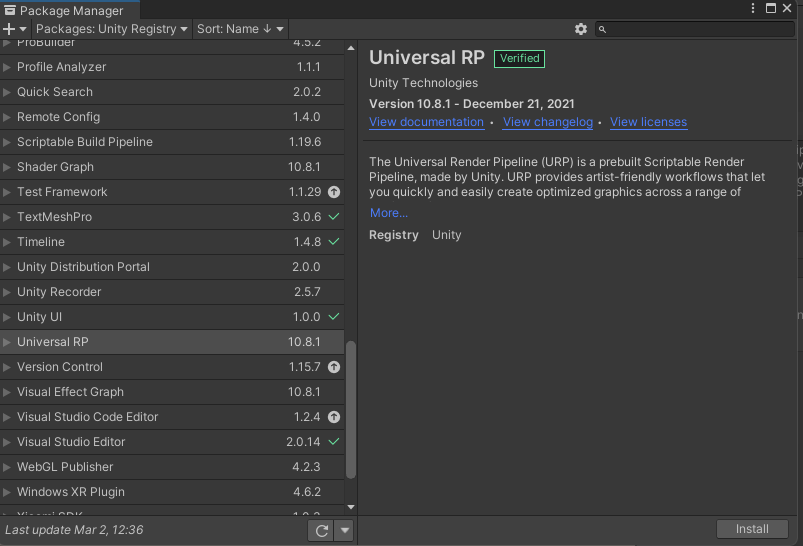 Package Manager
Packages: Unity Registry
Sort: Name ↓
ProBuilder 4.5.2
Profile Analyzer 1.1.1
Quick Search 2.0.2
Remote Config 1.4.0
Scriptable Build Pipeline 1.19.6
Shader Graph 10.8.1
Test Framework 1.1.29
TextMeshPro 3.0.6
Timeline 1.4.8
Unity Distribution Portal 2.0.0
Unity Recorder 2.5.7
Unity UI 1.0.0
Universal RP 10.8.1
Version Control 1.15.7
Visual Effect Graph 10.8.1
Visual Studio Code Editor 1.2.4
Visual Studio Editor 2.0.14
WebGL Publisher 4.2.3
Windows XR Plugin 4.6.2
Last update Mar 2, 12:36
Universal RP Verified
Unity Technologies
Version 10.8.1 - December 21, 2021
View documentation • View changelog • View licenses
The Universal Render Pipeline (URP) is a prebuilt Scriptable Render
Pipeline, made by Unity. URP provides artist-friendly workflows that let
you quickly and easily create optimized graphics across a range of
More...
Registry Unity
Install